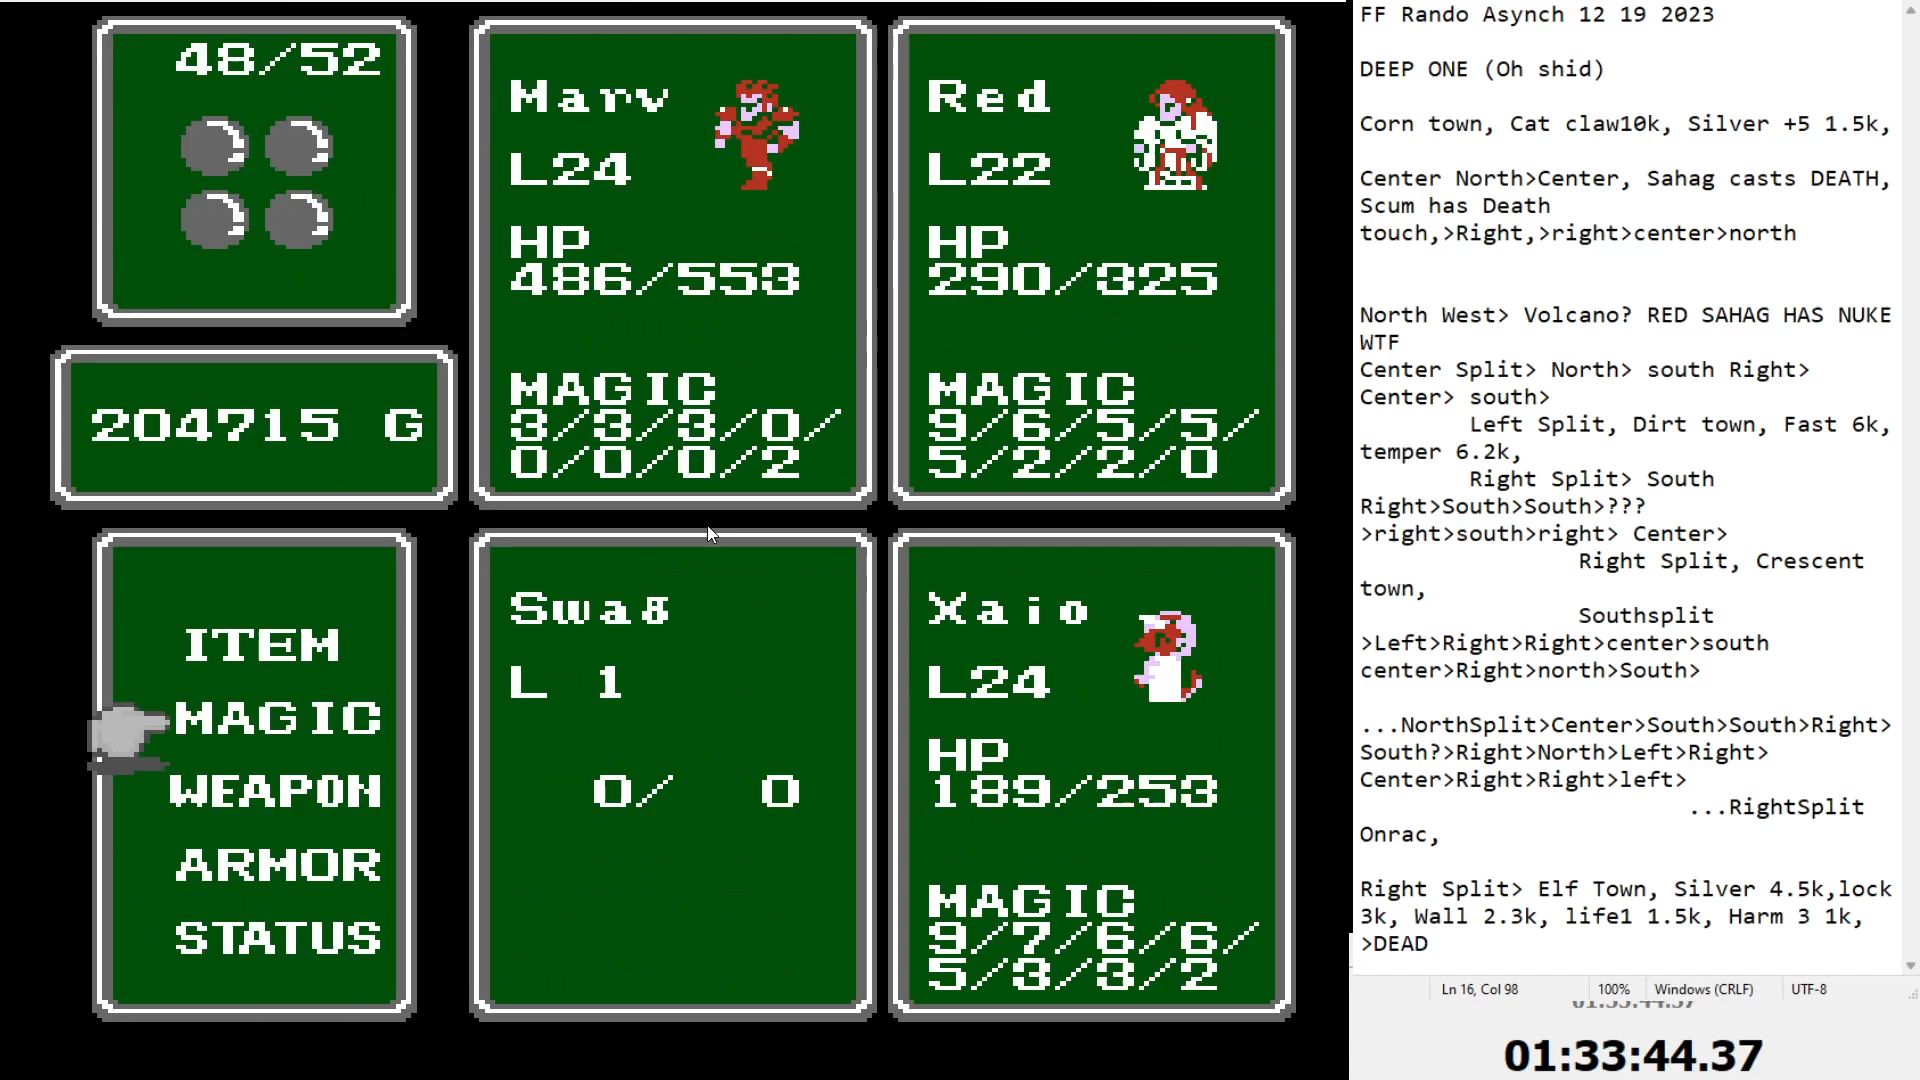 48/52
204715 G
ITEM
MAGIC
WEAPON
ARMOR
STATUS
Marv
L24
HP
486/553
MAGIC
3/3/3/0/
0/0/0/2
Red
L22
HP
290/325
MAGIC
9/6/5/5/
5/2/2/0
Swag
L 1
0/ 0
Xaio
L24
HP
189/253
MAGIC
9/7/6/6/
5/3/3/2
FF Rando Asynch 12 19 2023
DEEP ONE (Oh shid)
Corn town, Cat claw10k, Silver +5 1.5k,
Center North>Center, Sahag casts DEATH,
Scum has Death
touch,>Right,>right>center>north
North West> Volcano? RED SAHAG HAS NUKE
WTF
Center Split> North> south Right>
Center> south>
Left Split, Dirt town, Fast 6k,
temper 6.2k,
Right Split> South
Right>South>South>???
>right>south>right> Center>
Right Split, Crescent
town,
Southsplit
>Left>Right>Right>center>south
center>Right>north>South>
...NorthSplit>Center>South>South>Right>
South?>Right>North>Left>Right>
Center>Right>Right>left>
...RightSplit
Onrac,
Right Split> Elf Town, Silver 4.5k,lock
3k, Wall 2.3k, life1 1.5k, Harm 3 1k,
>DEAD
Ln 16, Col 98 100% Windows (CRLF) UTF-8
01:33:44.37